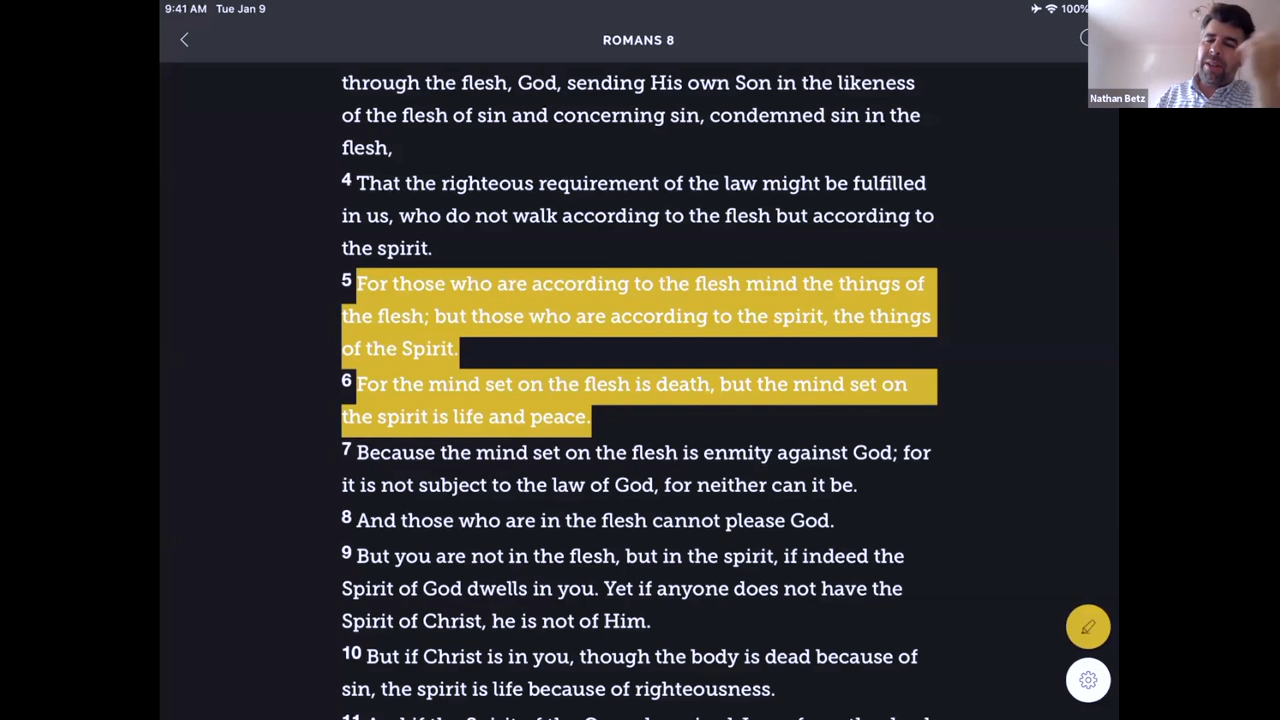 9:41 AM Tue Jan 9
100%
ROMANS 8
Nathan Betz
through the flesh, God, sending His own Son in the likeness
of the flesh of sin and concerning sin, condemned sin in the
flesh,
4 That the righteous requirement of the law might be fulfilled
in us, who do not walk according to the flesh but according to
the spirit.
5 For those who are according to the flesh mind the things of
the flesh; but those who are according to the spirit, the things
of the Spirit.
6 For the mind set on the flesh is death, but the mind set on
the spirit is life and peace.
7 Because the mind set on the flesh is enmity against God; for
it is not subject to the law of God, for neither can it be.
8 And those who are in the flesh cannot please God.
9 But you are not in the flesh, but in the spirit, if indeed the
Spirit of God dwells in you. Yet if anyone does not have the
Spirit of Christ, he is not of Him.
10 But if Christ is in you, though the body is dead because of
sin, the spirit is life because of righteousness.